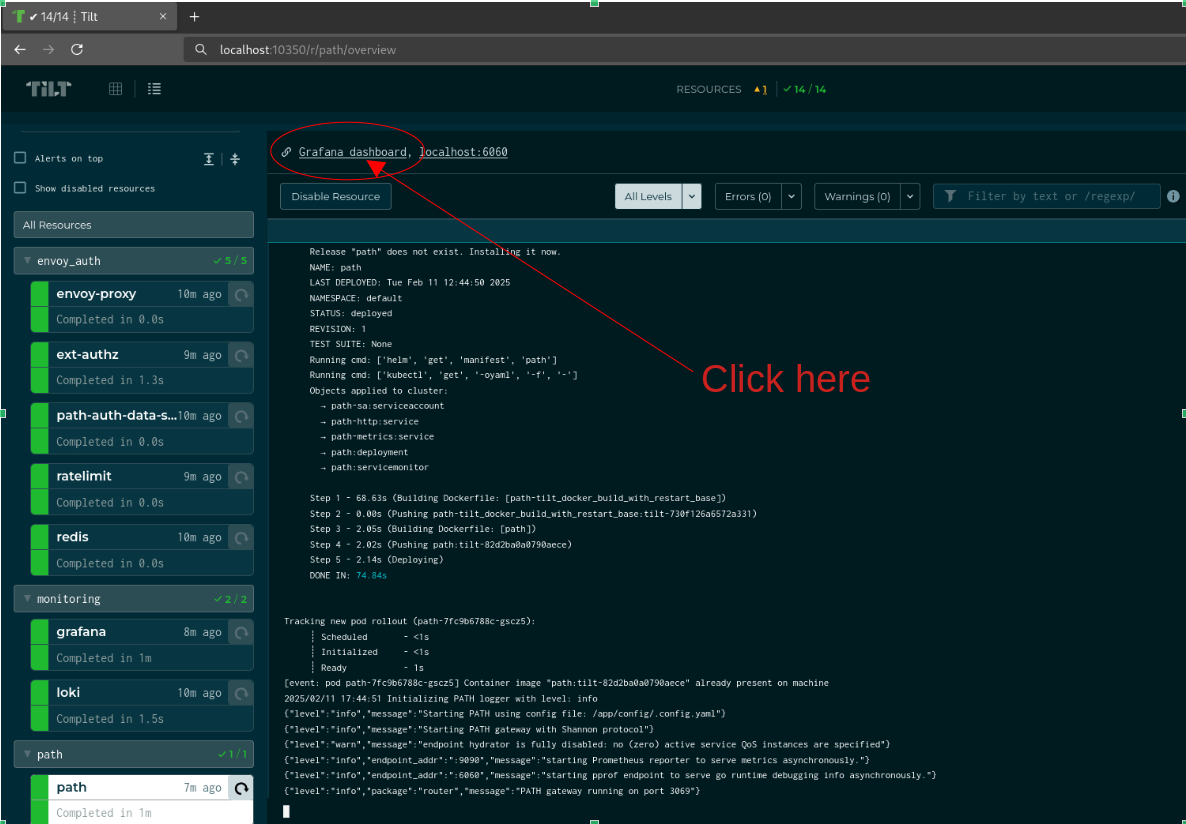 ✔ 14/14 ┊ Tilt
localhost:10350/r/path/overview
TILT
RESOURCES ▲1 ✓ 14 / 14
Alerts on top
Show disabled resources
All Resources
envoy_auth ✓ 5/5
envoy-proxy 10m ago
Completed in 0.0s
ext-authz 9m ago
Completed in 1.3s
path-auth-data-s... 10m ago
Completed in 0.0s
ratelimit 9m ago
Completed in 0.0s
redis 10m ago
Completed in 0.0s
monitoring ✓ 2/2
grafana 8m ago
Completed in 1m
loki 10m ago
Completed in 1.5s
path ✓ 1/1
path 7m ago
Completed in 1m
Grafana dashboard, localhost:6060
Disable Resource All Levels Errors (0) Warnings (0) Filter by text or /regexp/
Release "path" does not exist. Installing it now.
NAME: path
LAST DEPLOYED: Tue Feb 11 12:44:50 2025
NAMESPACE: default
STATUS: deployed
REVISION: 1
TEST SUITE: None
Running cmd: ['helm', 'get', 'manifest', 'path']
Running cmd: ['kubectl', 'get', '-oyaml', '-f', '-']
Objects applied to cluster:
→ path-sa:serviceaccount
→ path-http:service
→ path-metrics:service
→ path:deployment
→ path:servicemonitor
Step 1 - 68.63s (Building Dockerfile: [path-tilt_docker_build_with_restart_base])
Step 2 - 0.00s (Pushing path-tilt_docker_build_with_restart_base:tilt-730f126a6572a331)
Step 3 - 2.05s (Building Dockerfile: [path])
Step 4 - 2.02s (Pushing path:tilt-82d2ba0a0790aece)
Step 5 - 2.14s (Deploying)
DONE IN: 74.84s
Tracking new pod rollout (path-7fc9b6788c-gscz5):
┊ Scheduled - <1s
┊ Initialized - <1s
┊ Ready - 1s
[event: pod path-7fc9b6788c-gscz5] Container image "path:tilt-82d2ba0a0790aece" already present on machine
2025/02/11 17:44:51 Initializing PATH logger with level: info
{"level":"info","message":"Starting PATH using config file: /app/config/.config.yaml"}
{"level":"info","message":"Starting PATH gateway with Shannon protocol"}
{"level":"warn","message":"endpoint hydrator is fully disabled: no (zero) active service QoS instances are specified"}
{"level":"info","endpoint_addr":":9090","message":"starting Prometheus reporter to serve metrics asynchronously."}
{"level":"info","endpoint_addr":":6060","message":"starting pprof endpoint to serve go runtime debugging info asynchronously."}
{"level":"info","package":"router","message":"PATH gateway running on port 3069"}
Click here